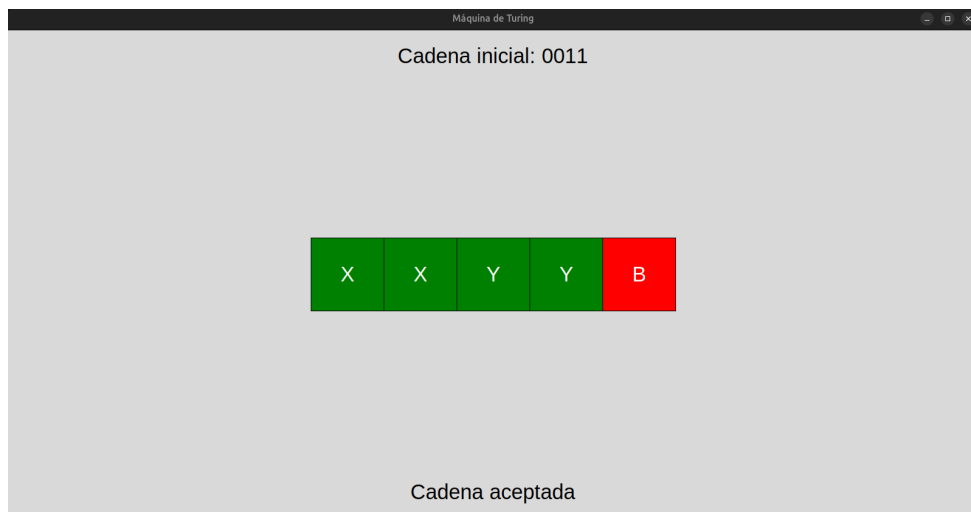 Máquina de Turing
Cadena inicial: 0011
X X Y Y B
Cadena aceptada